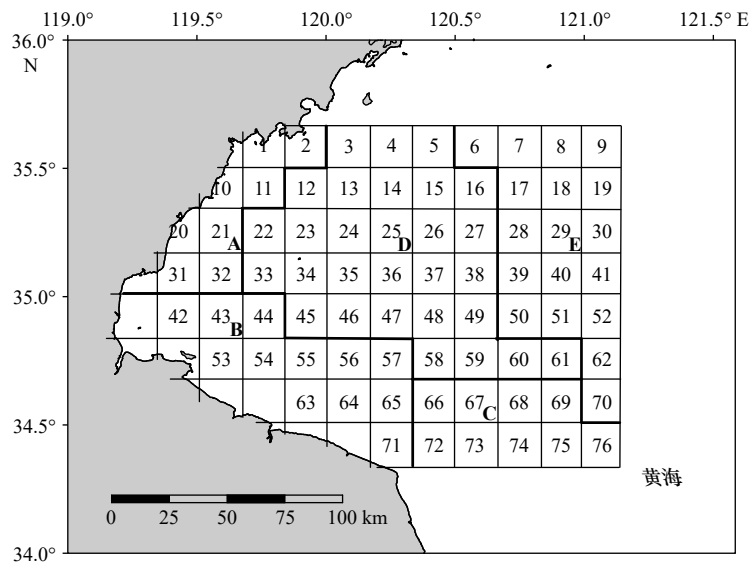 119.0° 119.5° 120.0° 120.5° 121.0° 121.5° E
36.0°
N
1 2 3 4 5 6 7 8 9
35.5°
10 11 12 13 14 15 16 17 18 19
20 21 A 22 23 24 25 D 26 27 28 29 E 30
31 32 33 34 35 36 37 38 39 40 41
35.0°
42 43 B 44 45 46 47 48 49 50 51 52
53 54 55 56 57 58 59 60 61 62
63 64 65 66 67 C 68 69 70
34.5°
71 72 73 74 75 76
黄海
0 25 50 75 100 km
34.0°